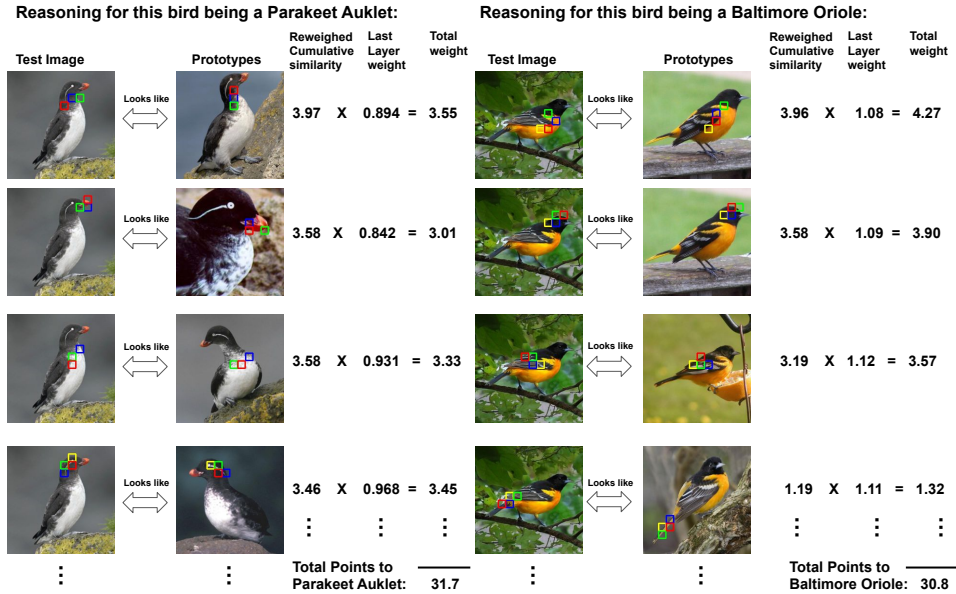 Reasoning for this bird being a Parakeet Auklet:
Test Image
Prototypes
Reweighed
Cumulative
similarity
Last
Layer
weight
Total
weight
Looks like
3.97 X 0.894 = 3.55
Looks like
3.58 X 0.842 = 3.01
Looks like
3.58 X 0.931 = 3.33
Looks like
3.46 X 0.968 = 3.45
Total Points to
Parakeet Auklet: 31.7
Reasoning for this bird being a Baltimore Oriole:
Test Image
Prototypes
Reweighed
Cumulative
similarity
Last
Layer
weight
Total
weight
Looks like
3.96 X 1.08 = 4.27
Looks like
3.58 X 1.09 = 3.90
Looks like
3.19 X 1.12 = 3.57
Looks like
1.19 X 1.11 = 1.32
Total Points to
Baltimore Oriole: 30.8